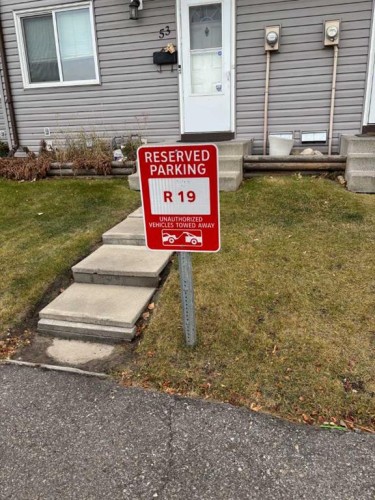 53
RESERVED
PARKING
R 19
UNAUTHORIZED
VEHICLES TOWED AWAY